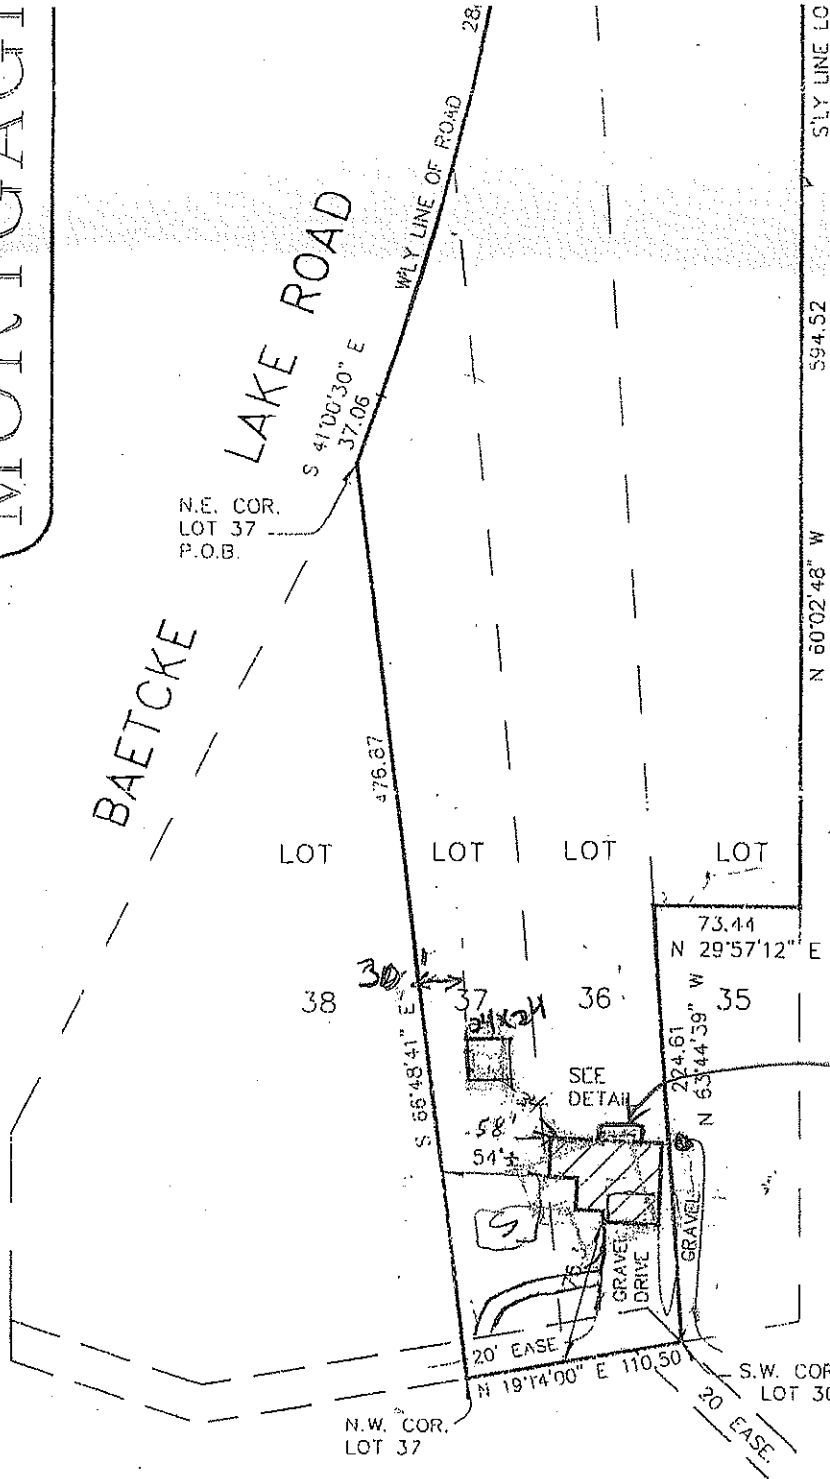 28
S'LY LINE LO
W'LY LINE OF ROAD
LAKE ROAD
S 41°00'30" E
37.06
594.52
N.E. COR.
LOT 37
P.O.B.
N 60°02'48" W
BAETCKE
476.87
LOT
LOT
LOT
LOT
73.44
N 29°57'12" E
30'
38
37
36
35
S 66°48'41" E
24x24
224.61
N 63°44'39" W
SEE
DETAIL
58'
54'±
S
GRAVEL
DRIVE
GRAVEL
20' EASE
N 19°14'00" E 110.50
S.W. COR
20 EASE.
N.W. COR.
LOT 37